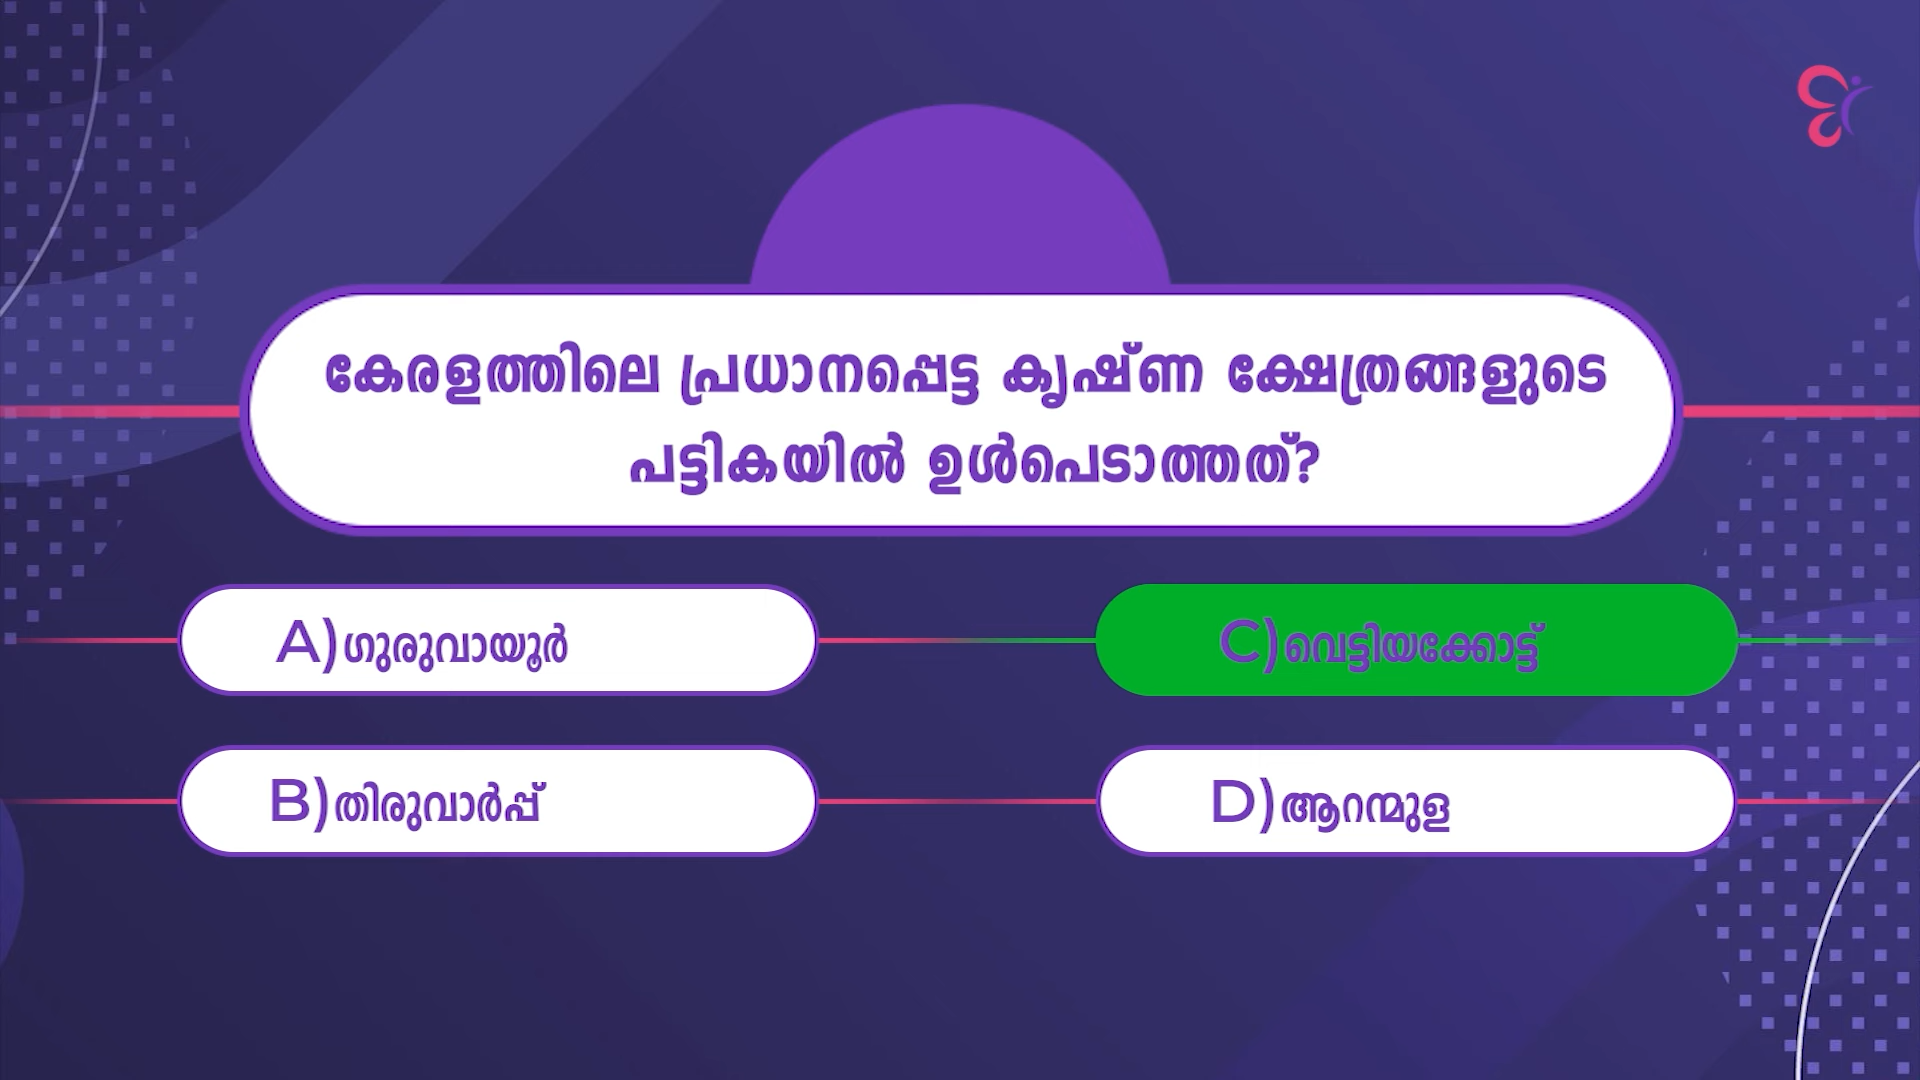 കേരളത്തിലെ പ്രധാനപ്പെട്ട കൃഷ്ണ ക്ഷേത്രങ്ങളുടെ
പട്ടികയിൽ ഉൾപെടാത്തത്?
A)ഗുരുവായൂർ
C)വെട്ടിയക്കോട്ട്
B)തിരുവാർപ്പ്
D)ആറന്മുള